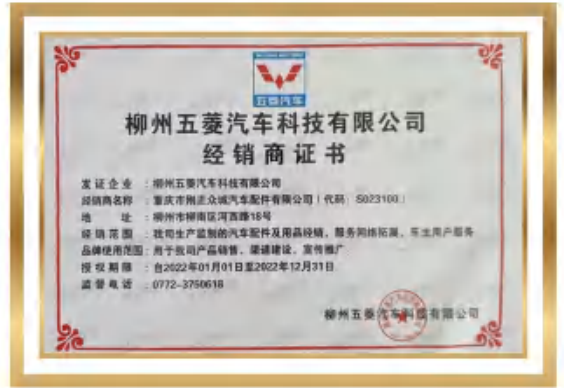 五菱汽车
柳州五菱汽车科技有限公司
经销商证书
发证企业 : 柳州五菱汽车科技有限公司
经销商名称 : 重庆市刚正众诚汽车配件有限公司 ( 代码: S023100 )
地 址 : 柳州市柳南区河西路18号
经销范围 : 我司生产监制的汽车配件及用品经销、服务网络拓展、车主用户服务
品牌使用范围 : 用于我司产品销售、渠道建设、宣传推广
授权期限 : 自2022年01月01日至2022年12月31日
监督电话 : 0772-3750618
柳州五菱汽车科技有限公司